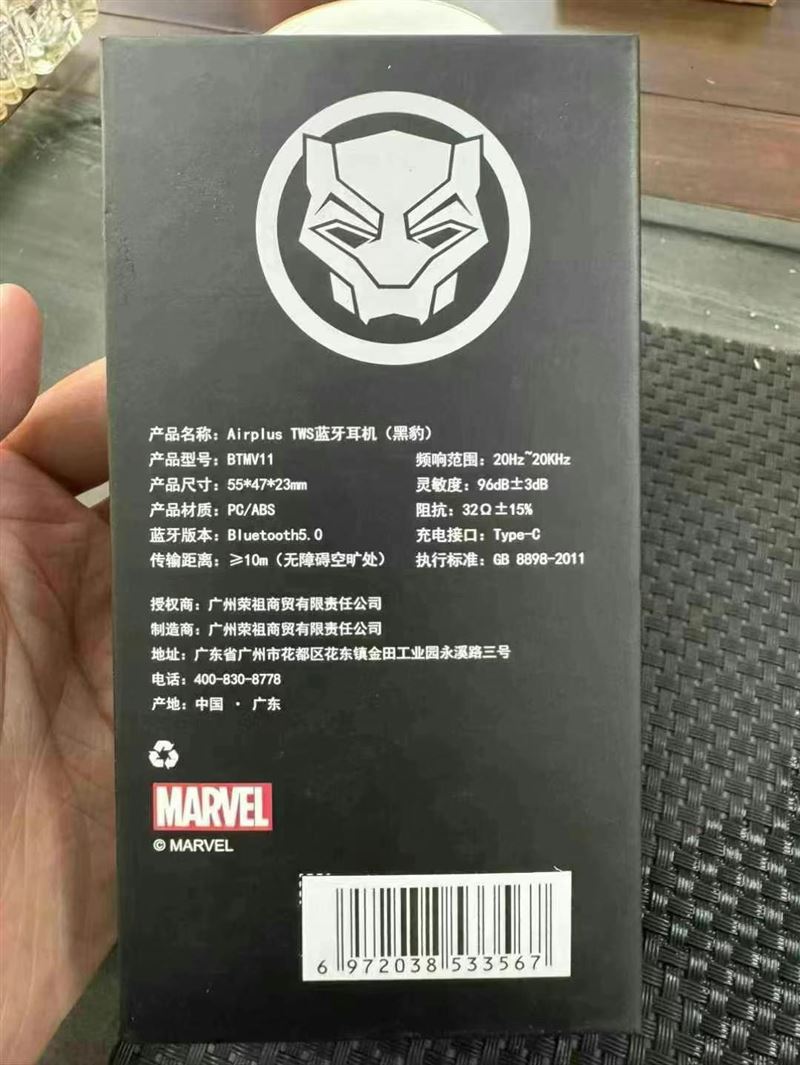 产品名称：Airplus TWS蓝牙耳机（黑豹）
产品型号：BTMV11 频响范围：20Hz~20KHz
产品尺寸：55*47*23mm 灵敏度：96dB±3dB
产品材质：PC/ABS 阻抗：32Ω±15%
蓝牙版本：Bluetooth5.0 充电接口：Type-C
传输距离：≥10m（无障碍空旷处） 执行标准：GB 8898-2011
授权商：广州荣祖商贸有限责任公司
制造商：广州荣祖商贸有限责任公司
地址：广东省广州市花都区花东镇金田工业园永溪路三号
电话：400-830-8778
产地：中国 · 广东
MARVEL
© MARVEL
6 972038 533567